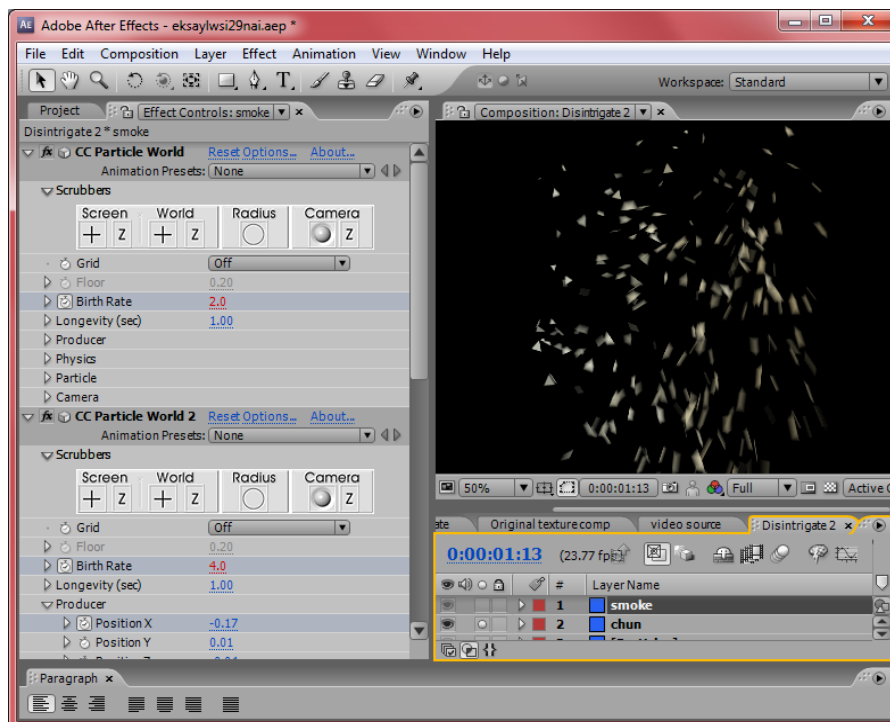 Adobe After Effects - eksaylwsi29nai.aep *
File Edit Composition Layer Effect Animation View Window Help
Workspace: Standard
Project Effect Controls: smoke
Disintrigate 2 * smoke
fx CC Particle World Reset Options... About...
Animation Presets: None
Scrubbers
Screen World Radius Camera
Z Z Z
Grid Off
Floor 0.20
Birth Rate 2.0
Longevity (sec) 1.00
Producer
Physics
Particle
Camera
fx CC Particle World 2 Reset Options... About...
Animation Presets: None
Scrubbers
Screen World Radius Camera
Z Z Z
Grid Off
Floor 0.20
Birth Rate 4.0
Longevity (sec) 1.00
Producer
Position X -0.17
Position Y 0.01
Composition: Disintrigate 2
50% 0:00:01:13 Full Active
ate Original texture comp video source Disintrigate 2
0:00:01:13 (23.77 fps)
# Layer Name
1 smoke
2 chun
Paragraph